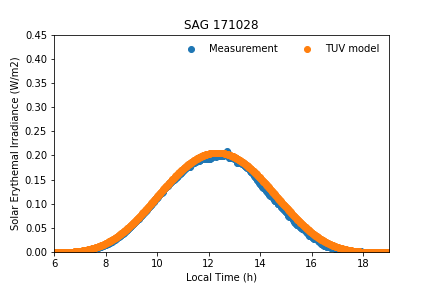 SAG 171028
Measurement
TUV model
Solar Erythemal Irradiance (W/m2)
0.45
0.40
0.35
0.30
0.25
0.20
0.15
0.10
0.05
0.00
6 8 10 12 14 16 18
Local Time (h)